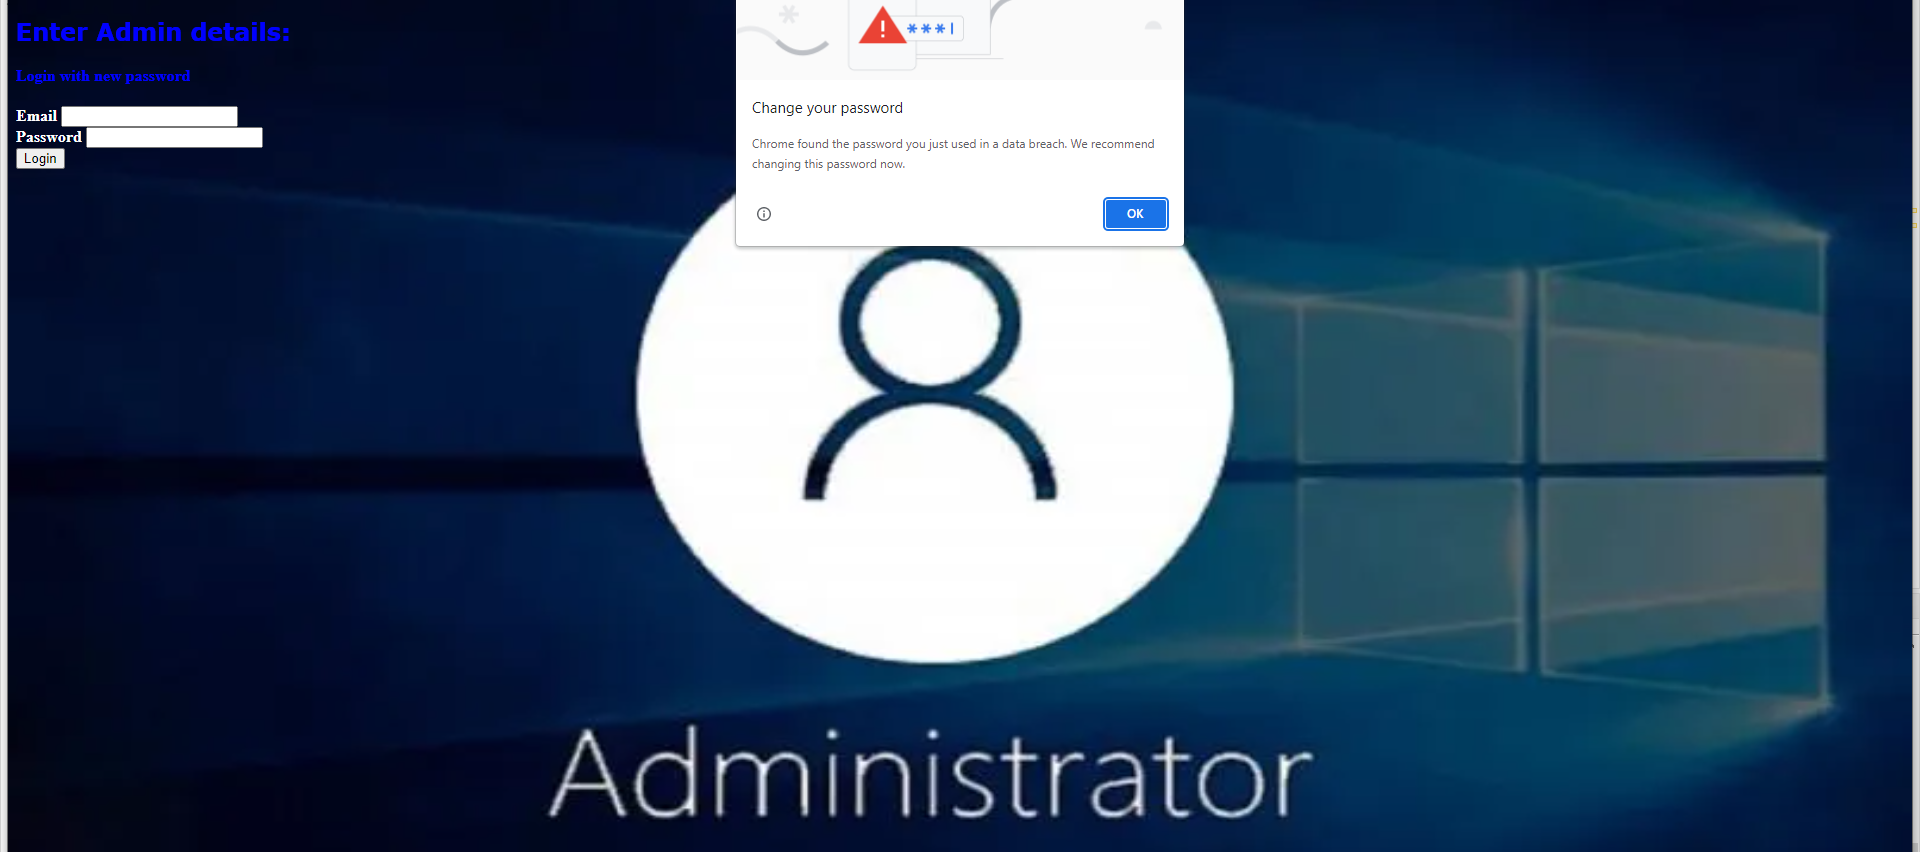 Enter Admin details:
Login with new password
Email
Password
Login
***
Change your password
Chrome found the password you just used in a data breach. We recommend
changing this password now.
OK
Administrator